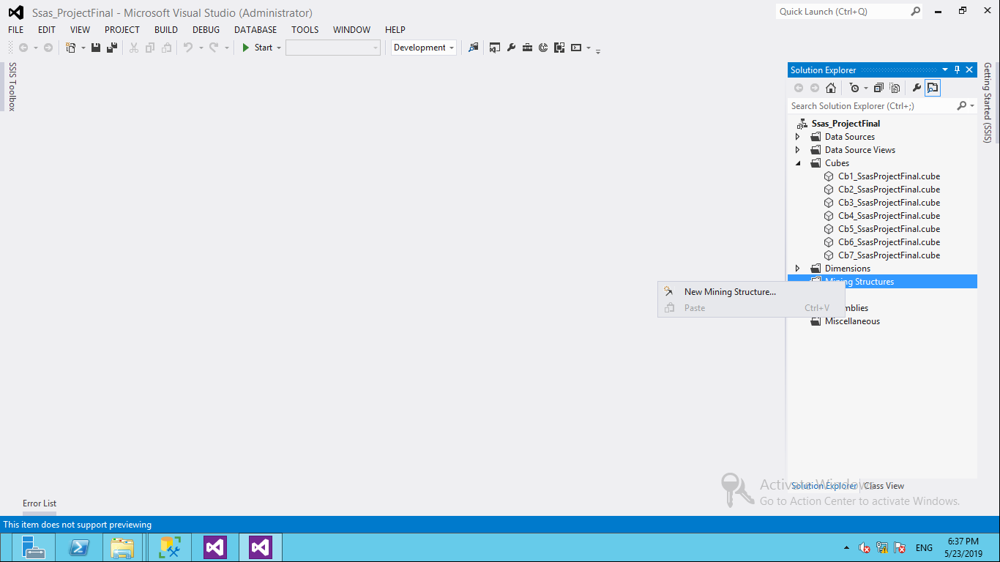 Ssas_ProjectFinal - Microsoft Visual Studio (Administrator)
Quick Launch (Ctrl+Q)
FILE EDIT VIEW PROJECT BUILD DEBUG DATABASE TOOLS WINDOW HELP
Start
Development
SSIS Toolbox
Solution Explorer
Search Solution Explorer (Ctrl+;)
Ssas_ProjectFinal
Data Sources
Data Source Views
Cubes
Cb1_SsasProjectFinal.cube
Cb2_SsasProjectFinal.cube
Cb3_SsasProjectFinal.cube
Cb4_SsasProjectFinal.cube
Cb5_SsasProjectFinal.cube
Cb6_SsasProjectFinal.cube
Cb7_SsasProjectFinal.cube
Dimensions
Mining Structures
New Mining Structure...
Paste Ctrl+V
mblies
Miscellaneous
Getting Started (SSIS)
Solution Explorer Class View
Activate Windows
Go to Action Center to activate Windows.
Error List
This item does not support previewing
ENG
6:37 PM
5/23/2019